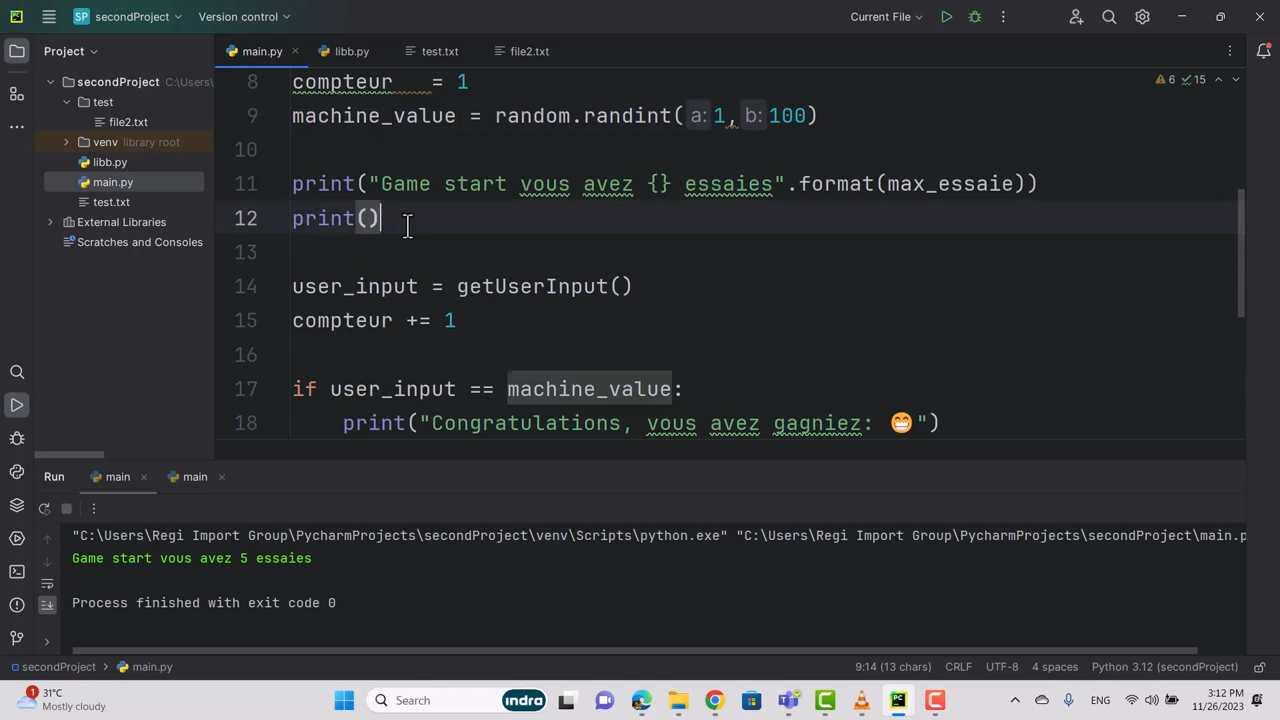 SP secondProject Version control Current File
Project main.py libb.py test.txt file2.txt
secondProject C:\Users\
test
file2.txt
venv library root
libb.py
main.py
test.txt
External Libraries
Scratches and Consoles
6 15
8 compteur = 1
9 machine_value = random.randint( a: 1, b: 100)
10
11 print("Game start vous avez {} essaies".format(max_essaie))
12 print()
13
14 user_input = getUserInput()
15 compteur += 1
16
17 if user_input == machine_value:
18 print("Congratulations, vous avez gagniez: 😁")
Run main main
"C:\Users\Regi Import Group\PycharmProjects\secondProject\venv\Scripts\python.exe" "C:\Users\Regi Import Group\PycharmProjects\secondProject\main.p
Game start vous avez 5 essaies
Process finished with exit code 0
secondProject main.py 9:14 (13 chars) CRLF UTF-8 4 spaces Python 3.12 (secondProject)
1 31°C
Mostly cloudy
Search indra
ENG
3:12 PM
11/26/2023